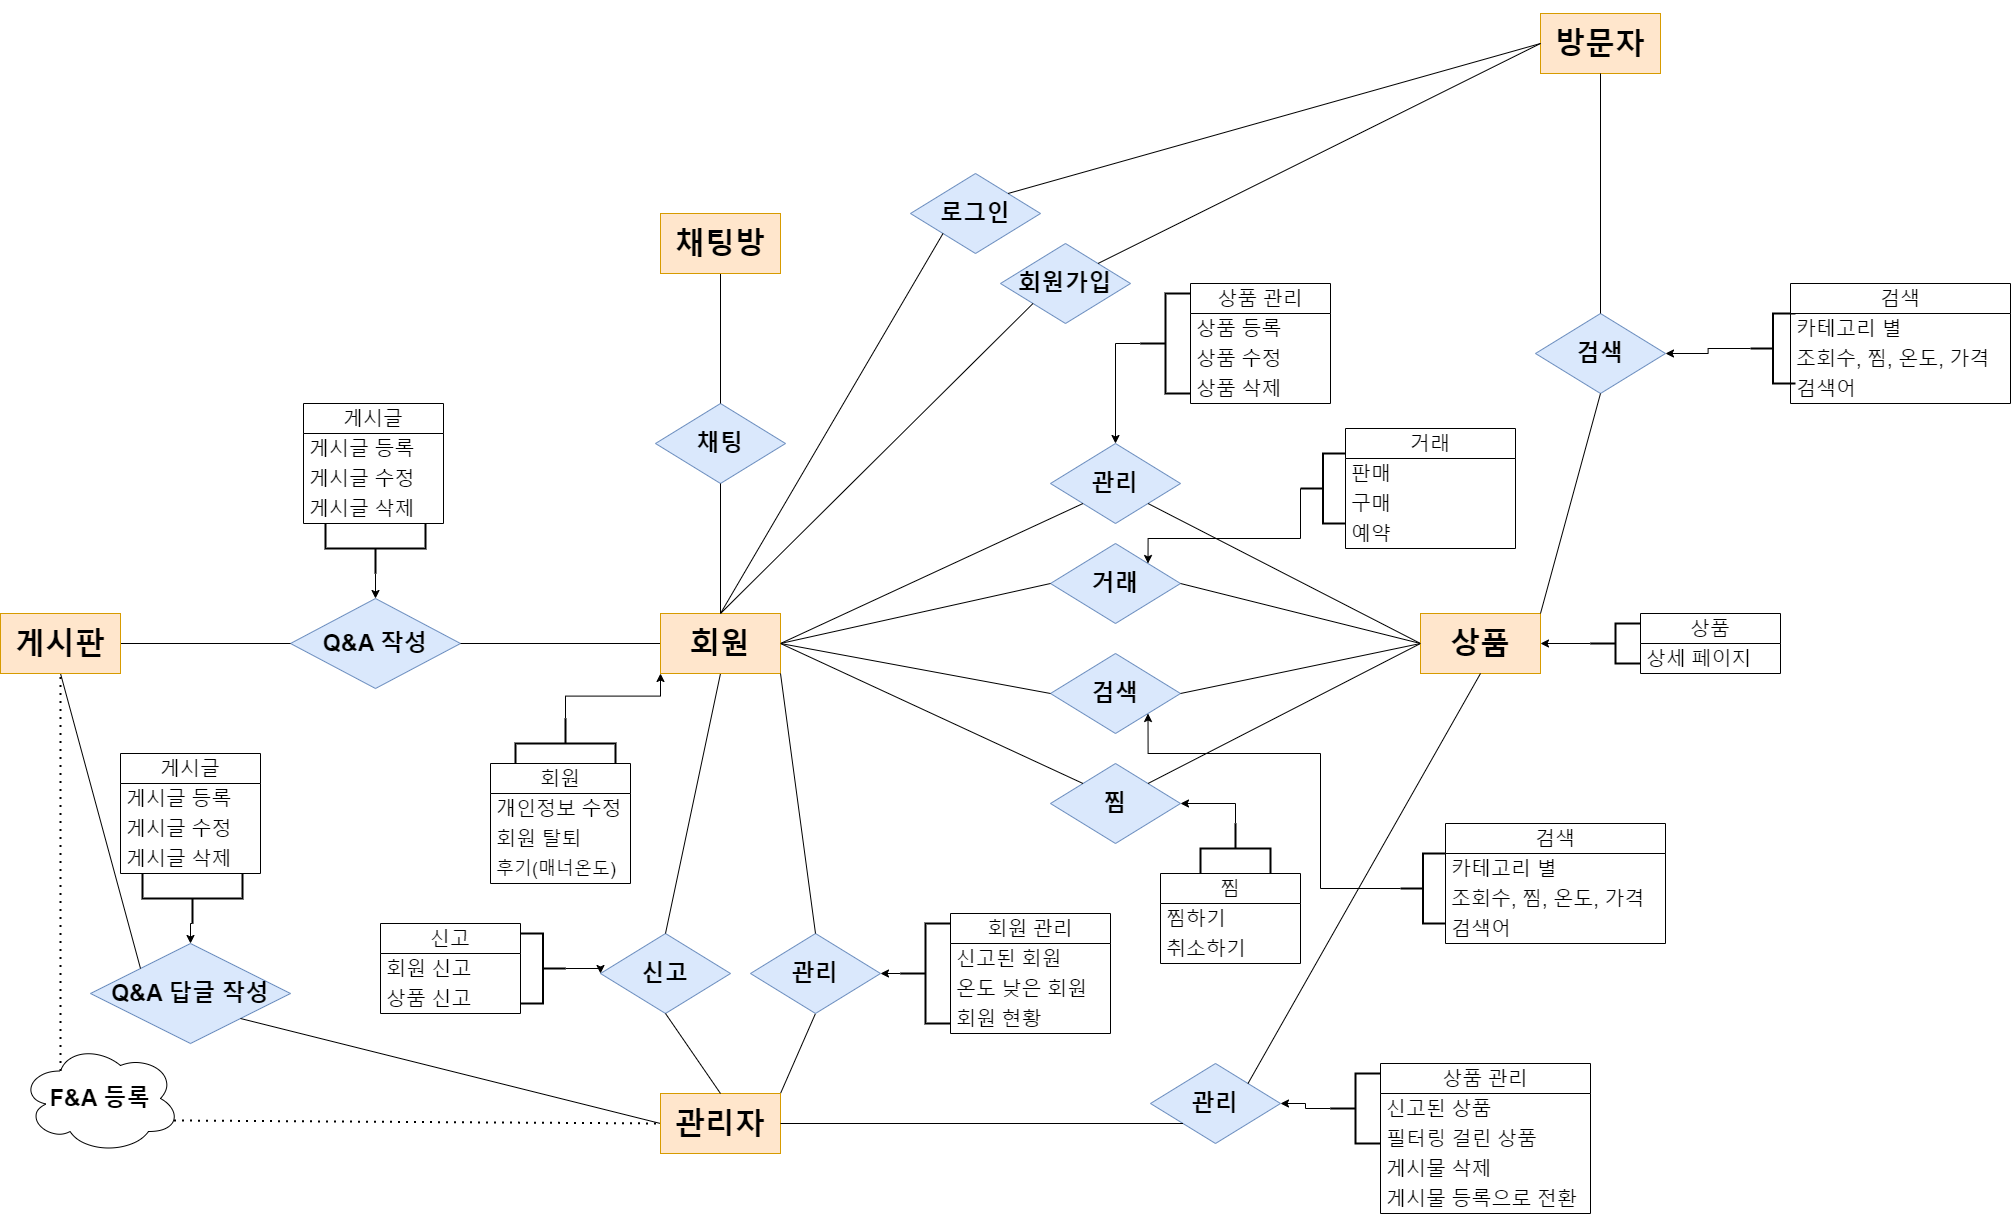 방문자
로그인
채팅방
회원가입
상품 관리
상품 등록
상품 수정
상품 삭제
검색
카테고리 별
조회수, 찜, 온도, 가격
검색어
검색
게시글
게시글 등록
게시글 수정
게시글 삭제
채팅
관리
거래
판매
구매
예약
거래
게시판
Q&A 작성
회원
상품
상품
상세 페이지
검색
게시글
게시글 등록
게시글 수정
게시글 삭제
회원
개인정보 수정
회원 탈퇴
후기(매너온도)
찜
찜
찜하기
취소하기
검색
카테고리 별
조회수, 찜, 온도, 가격
검색어
Q&A 답글 작성
신고
회원 신고
상품 신고
신고
관리
회원 관리
신고된 회원
온도 낮은 회원
회원 현황
F&A 등록
관리자
관리
상품 관리
신고된 상품
필터링 걸린 상품
게시물 삭제
게시물 등록으로 전환